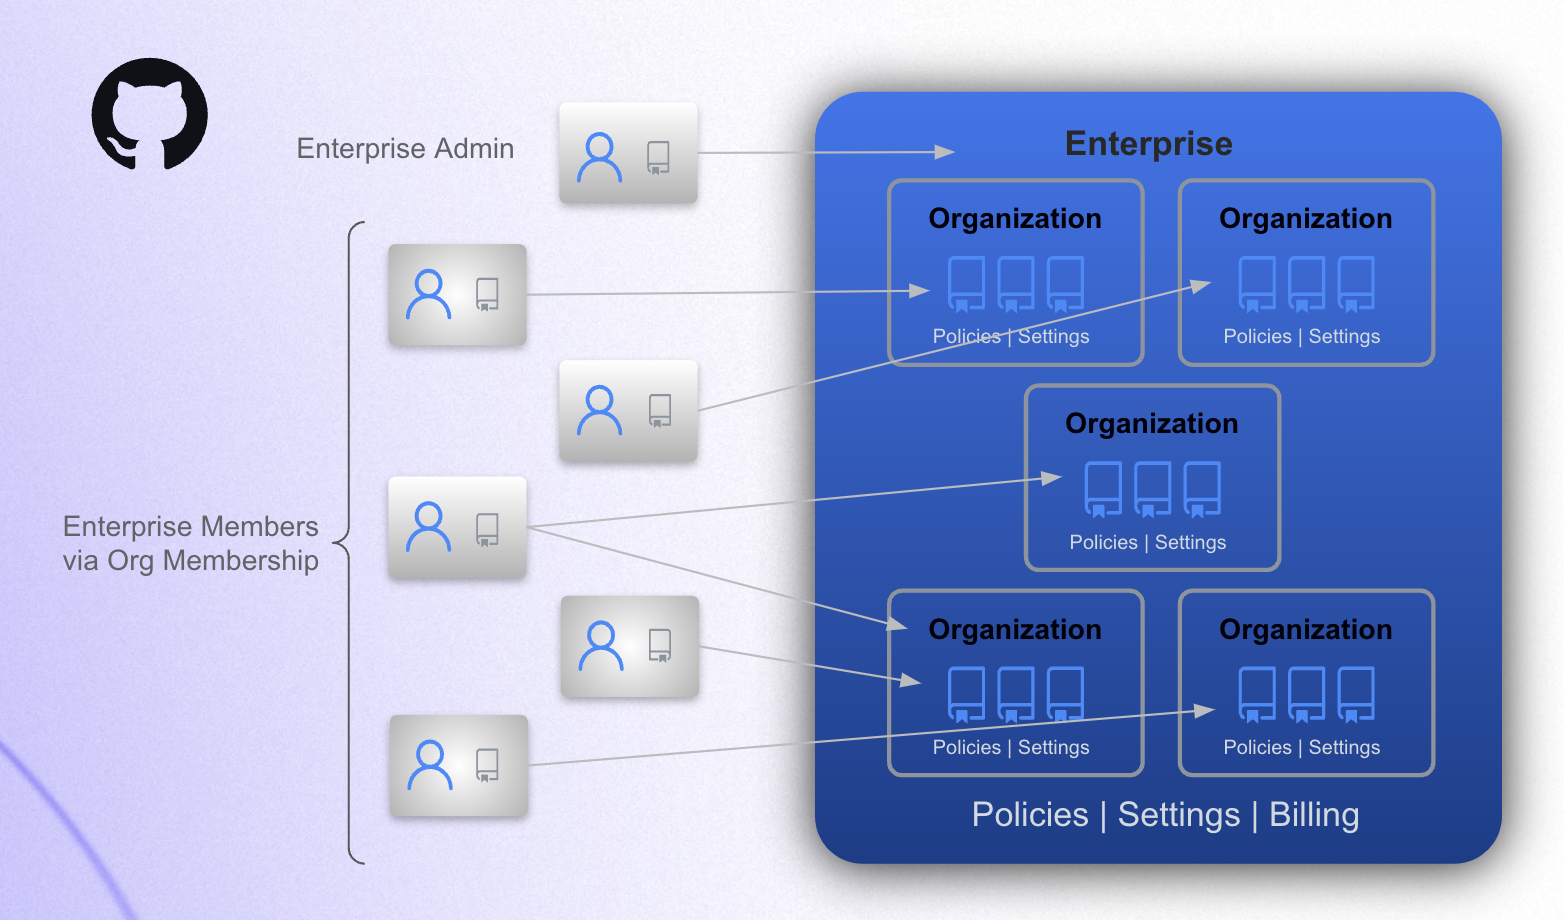 Enterprise Admin
Enterprise
Organization
Policies | Settings
Organization
Policies | Settings
Organization
Policies | Settings
Enterprise Members
via Org Membership
Organization
Policies | Settings
Organization
Policies | Settings
Policies | Settings | Billing